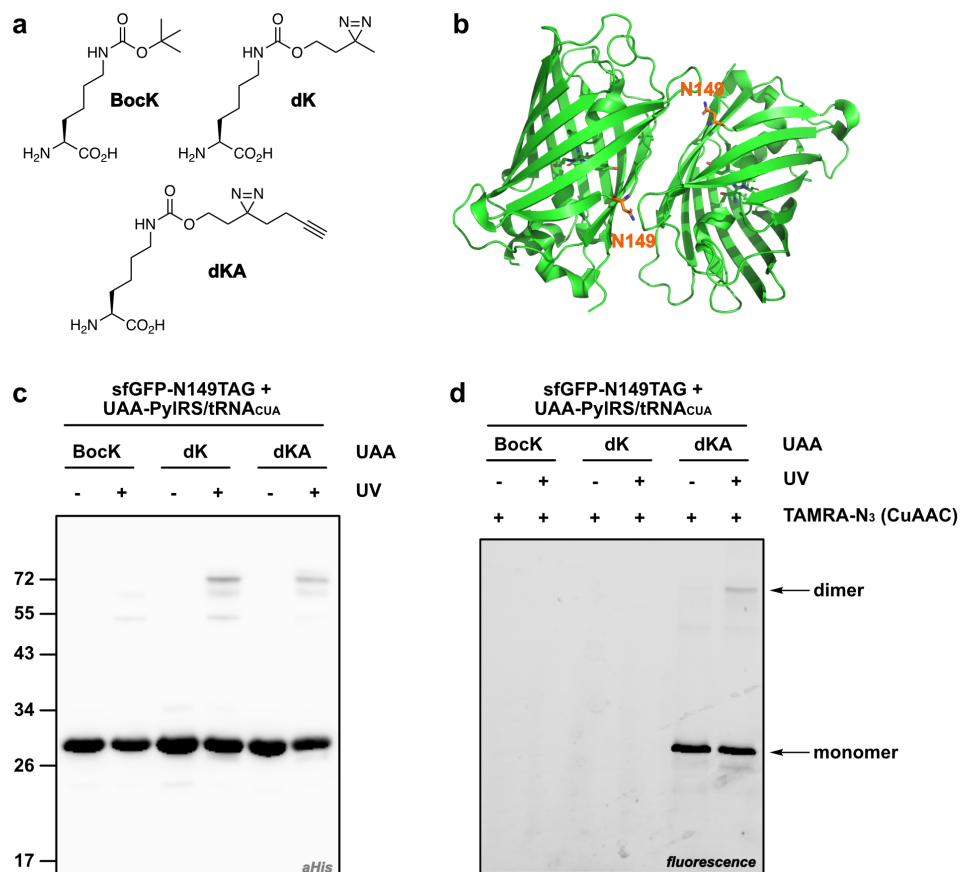 a
BocK
dK
dKA
O
HN
O
H₂N
CO₂H
O
N=N
HN
O
H₂N
CO₂H
O
N=N
HN
O
H₂N
CO₂H
b
N149
N149
c
sfGFP-N149TAG +
UAA-PylRS/tRNACUA
BocK dK dKA UAA
- + - + - + UV
72
55
43
34
26
17
aHis
d
sfGFP-N149TAG +
UAA-PylRS/tRNACUA
BocK dK dKA UAA
- + - + - + UV
+ + + + + + TAMRA-N₃ (CuAAC)
dimer
monomer
fluorescence